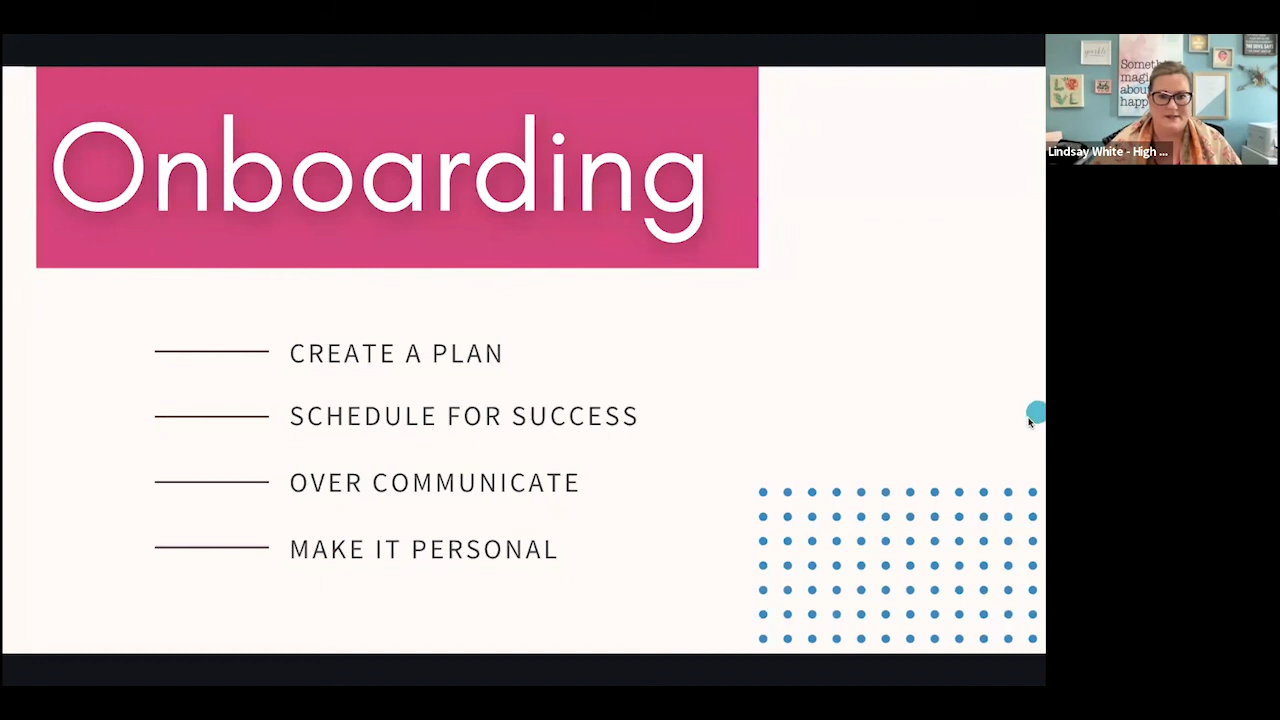 Onboarding
CREATE A PLAN
SCHEDULE FOR SUCCESS
OVER COMMUNICATE
MAKE IT PERSONAL
Lindsay White - High ...